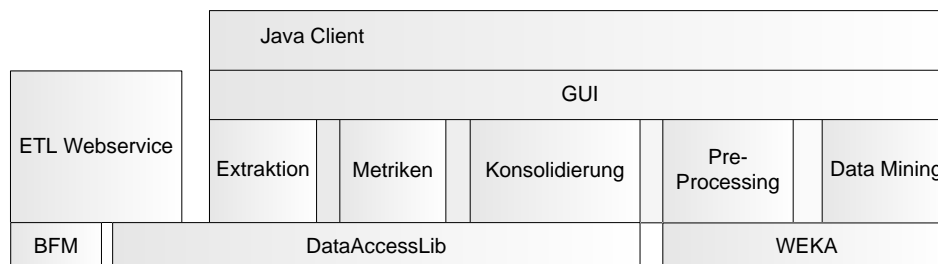 Java Client
GUI
ETL Webservice
Extraktion
Metriken
Konsolidierung
Pre-
Processing
Data Mining
BFM
DataAccessLib
WEKA